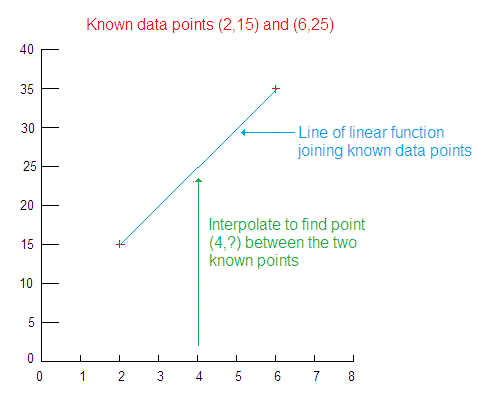 Known data points (2,15) and (6,25)
40
35
30
25
20
15
10
5
0
Line of linear function
joining known data points
Interpolate to find point
(4,?) between the two
known points
0 1 2 3 4 5 6 7 8